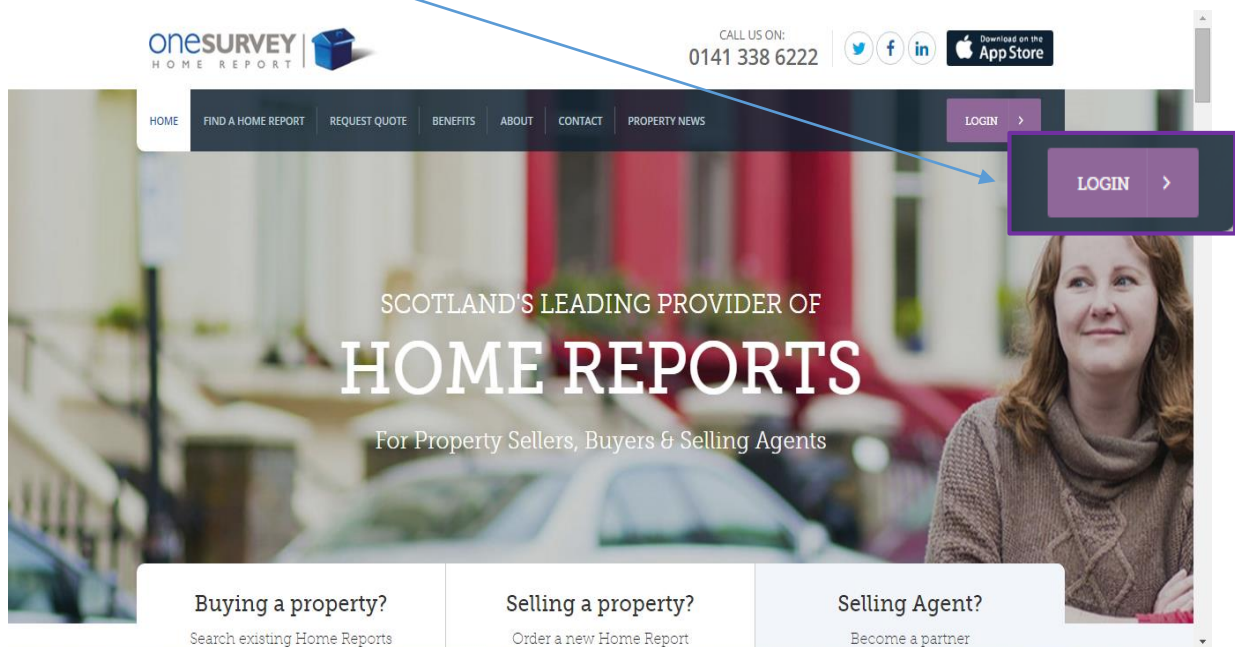 onesurvey
HOME REPORT
CALL US ON:
0141 338 6222
Download on the
App Store
HOME
FIND A HOME REPORT
REQUEST QUOTE
BENEFITS
ABOUT
CONTACT
PROPERTY NEWS
LOGIN
LOGIN
SCOTLAND'S LEADING PROVIDER OF
HOME REPORTS
For Property Sellers, Buyers & Selling Agents
Buying a property?
Search existing Home Reports
Selling a property?
Order a new Home Report
Selling Agent?
Become a partner